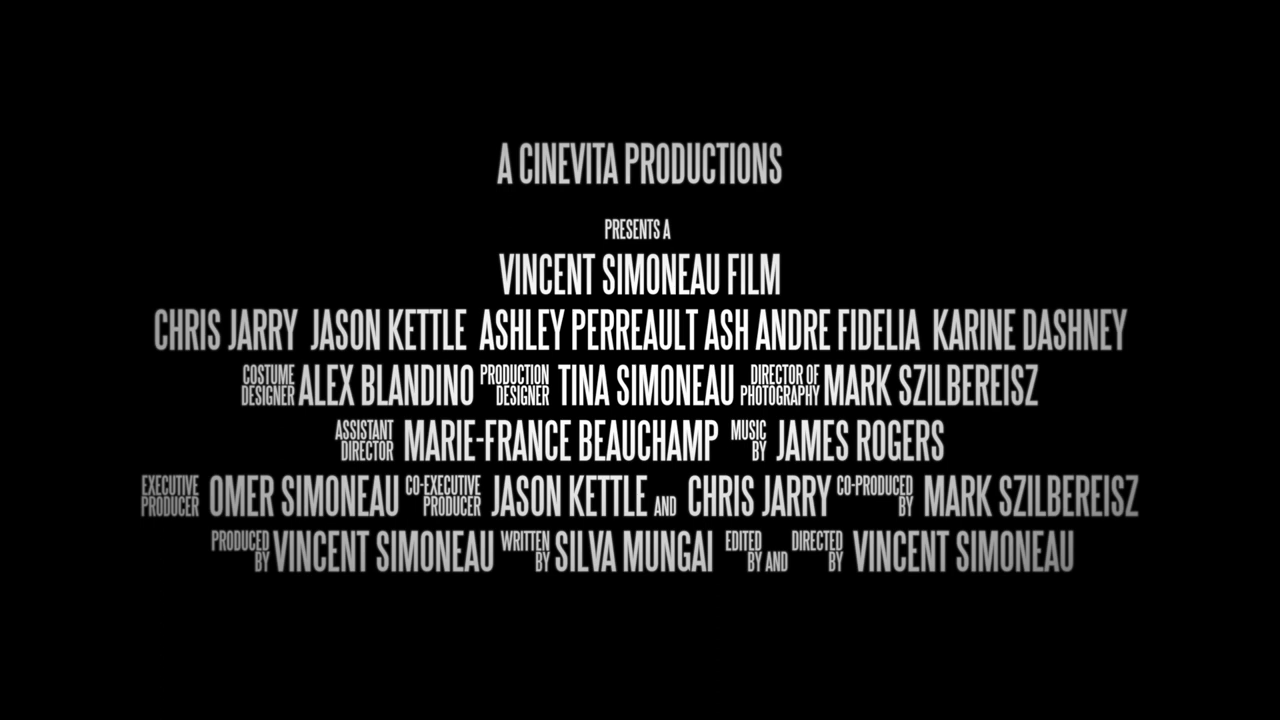 A CINEVITA PRODUCTIONS
PRESENTS A
VINCENT SIMONEAU FILM
CHRIS JARRY JASON KETTLE ASHLEY PERREAULT ASH ANDRE FIDELIA KARINE DASHNEY
COSTUME DESIGNER ALEX BLANDINO PRODUCTION DESIGNER TINA SIMONEAU DIRECTOR OF PHOTOGRAPHY MARK SZILBEREISZ
ASSISTANT DIRECTOR MARIE-FRANCE BEAUCHAMP MUSIC BY JAMES ROGERS
EXECUTIVE PRODUCER OMER SIMONEAU CO-EXECUTIVE PRODUCER JASON KETTLE AND CHRIS JARRY CO-PRODUCED BY MARK SZILBEREISZ
PRODUCED BY VINCENT SIMONEAU WRITTEN BY SILVA MUNGAI EDITED BY AND DIRECTED BY VINCENT SIMONEAU